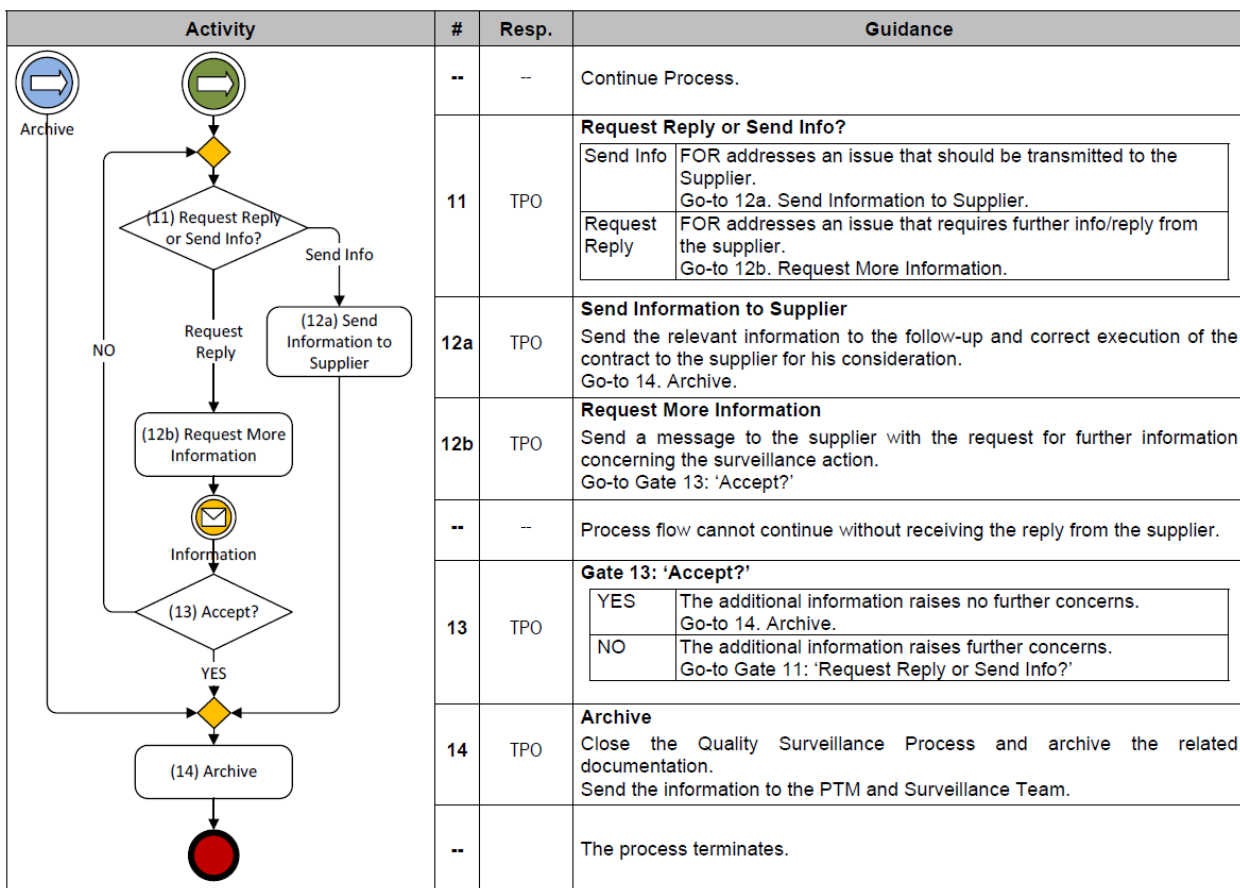 Activity
#
Resp.
Guidance
Archive
(11) Request Reply
or Send Info?
Send Info
(12a) Send
Information to
Supplier
Request
Reply
NO
(12b) Request More
Information
Information
(13) Accept?
YES
(14) Archive
--
--
Continue Process.
11
TPO
Request Reply or Send Info?
Send Info
FOR addresses an issue that should be transmitted to the
Supplier.
Go-to 12a. Send Information to Supplier.
Request
Reply
FOR addresses an issue that requires further info/reply from
the supplier.
Go-to 12b. Request More Information.
12a
TPO
Send Information to Supplier
Send the relevant information to the follow-up and correct execution of the
contract to the supplier for his consideration.
Go-to 14. Archive.
12b
TPO
Request More Information
Send a message to the supplier with the request for further information
concerning the surveillance action.
Go-to Gate 13: ‘Accept?’
--
--
Process flow cannot continue without receiving the reply from the supplier.
13
TPO
Gate 13: ‘Accept?’
YES
The additional information raises no further concerns.
Go-to 14. Archive.
NO
The additional information raises further concerns.
Go-to Gate 11: ‘Request Reply or Send Info?’
14
TPO
Archive
Close the Quality Surveillance Process and archive the related
documentation.
Send the information to the PTM and Surveillance Team.
--
The process terminates.